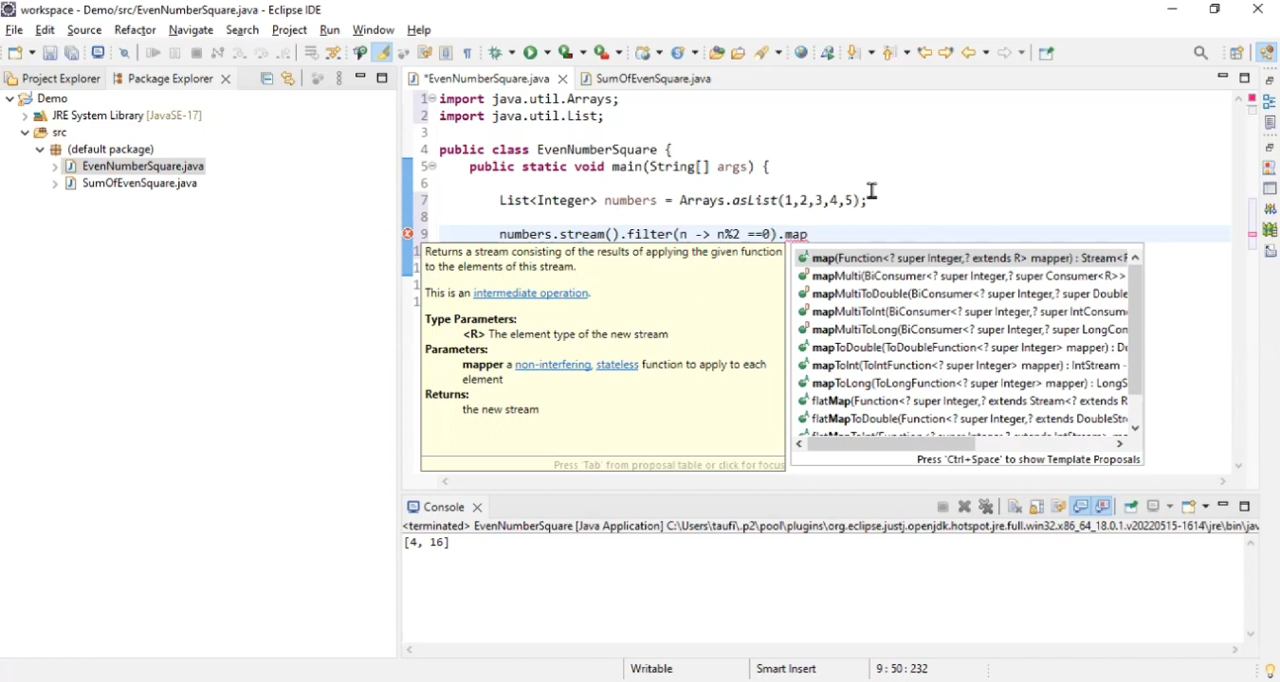 workspace - Demo/src/EvenNumberSquare.java - Eclipse IDE
File Edit Source Refactor Navigate Search Project Run Window Help
Project Explorer Package Explorer *EvenNumberSquare.java SumOfEvenSquare.java
Demo
JRE System Library [JavaSE-17]
src
(default package)
EvenNumberSquare.java
SumOfEvenSquare.java
1 import java.util.Arrays;
2 import java.util.List;
3
4 public class EvenNumberSquare {
5 public static void main(String[] args) {
6
7 List<Integer> numbers = Arrays.asList(1,2,3,4,5);
8
9 numbers.stream().filter(n -> n%2 ==0).map
Returns a stream consisting of the results of applying the given function
to the elements of this stream.
This is an intermediate operation.
Type Parameters:
<R> The element type of the new stream
Parameters:
mapper a non-interfering, stateless function to apply to each
element
Returns:
the new stream
Press 'Tab' from proposal table or click for focus
map(Function<? super Integer,? extends R> mapper) : Stream<F
mapMulti(BiConsumer<? super Integer,? super Consumer<R>>
mapMultiToDouble(BiConsumer<? super Integer,? super Double
mapMultiToInt(BiConsumer<? super Integer,? super IntConsum
mapMultiToLong(BiConsumer<? super Integer,? super LongCon
mapToDouble(ToDoubleFunction<? super Integer> mapper) : Do
mapToInt(ToIntFunction<? super Integer> mapper) : IntStream -
mapToLong(ToLongFunction<? super Integer> mapper) : LongS
flatMap(Function<? super Integer,? extends Stream<? extends R
flatMapToDouble(Function<? super Integer,? extends DoubleStr
flatMapToInt(Function<? super Integer,? extends IntStream> m
Press 'Ctrl+Space' to show Template Proposals
Console
<terminated> EvenNumberSquare [Java Application] C:\Users\taufi\.p2\pool\plugins\org.eclipse.justj.openjdk.hotspot.jre.full.win32.x86_64_18.0.1.v20220515-1614\jre\bin\jav
[4, 16]
Writable Smart Insert 9 : 50 : 232